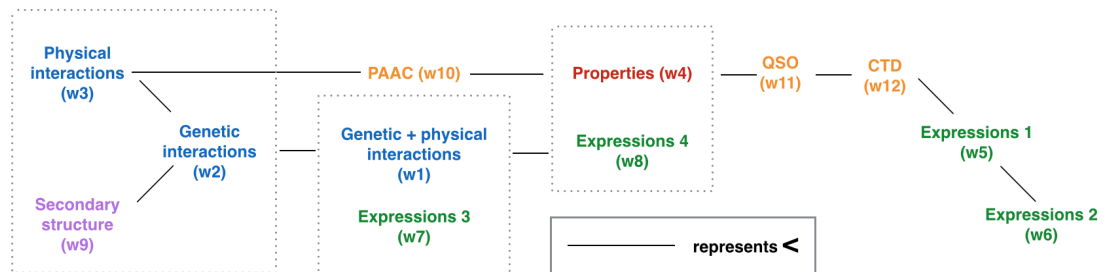 Physical
interactions
(w3)
PAAC (w10)
Properties (w4)
QSO
(w11)
CTD
(w12)
Genetic
interactions
(w2)
Genetic + physical
interactions
(w1)
Expressions 4
(w8)
Expressions 1
(w5)
Secondary
structure
(w9)
Expressions 3
(w7)
Expressions 2
(w6)
represents <